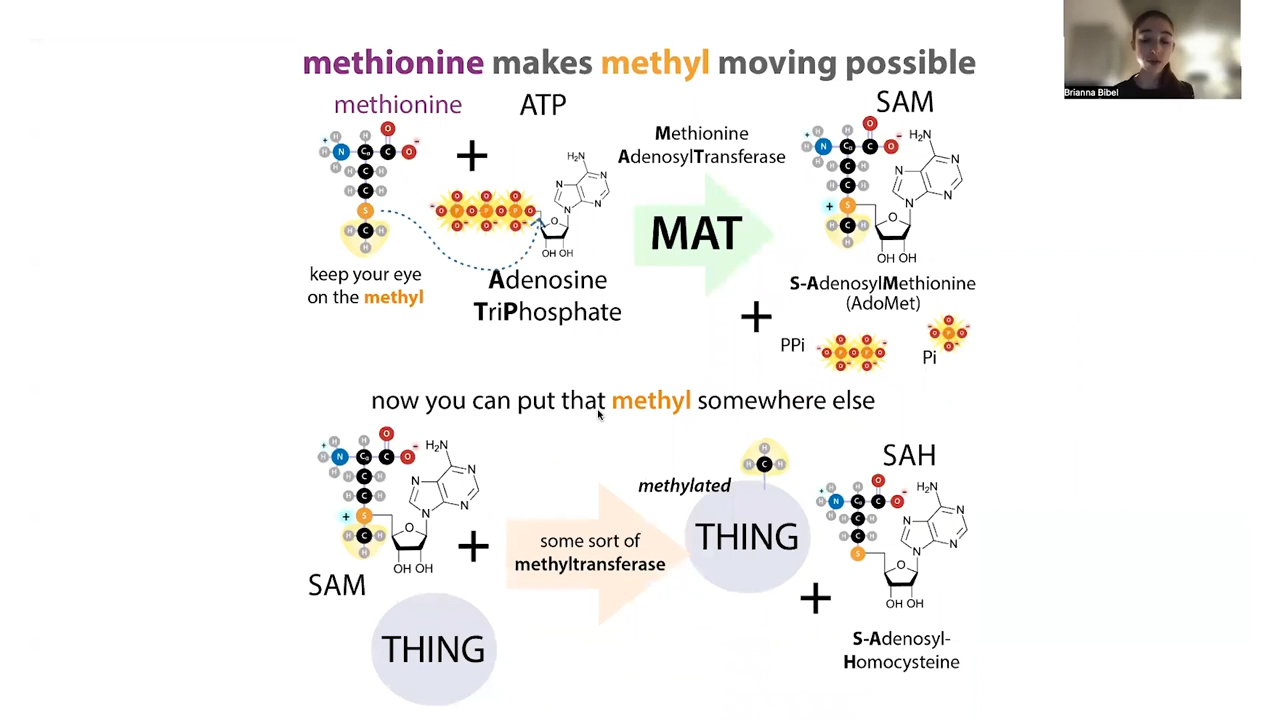 methionine makes methyl moving possible
methionine
ATP
SAM
Methionine
AdenosylTransferase
MAT
keep your eye
on the methyl
Adenosine
TriPhosphate
S-AdenosylMethionine
(AdoMet)
PPi
Pi
now you can put that methyl somewhere else
SAM
THING
some sort of
methyltransferase
methylated
THING
SAH
S-Adenosyl-
Homocysteine
Brianna Bibel